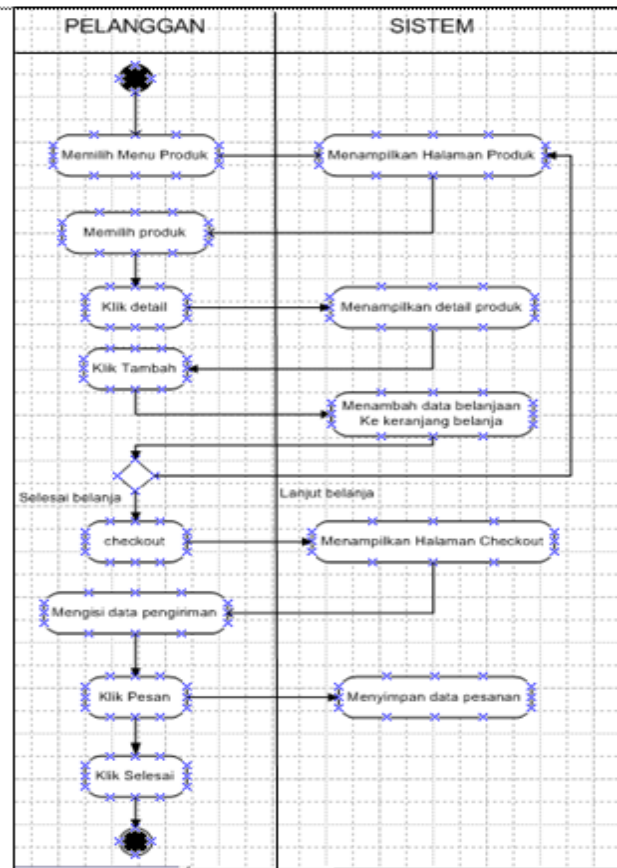 PELANGGAN
SISTEM
Memilih Menu Produk
Menampilkan Halaman Produk
Memilih produk
Klik detail
Menampilkan detail produk
Klik Tambah
Menambah data belanjaan
Ke keranjang belanja
Selesai belanja
Lanjut belanja
checkout
Menampilkan Halaman Checkout
Mengisi data pengiriman
Klik Pesan
Menyimpan data pesanan
Klik Selesai